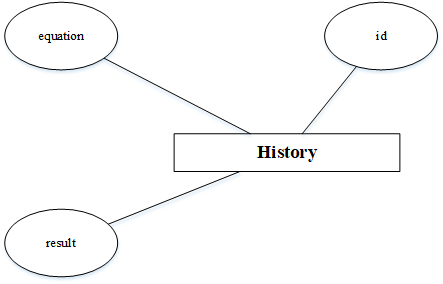 equation
id
History
result